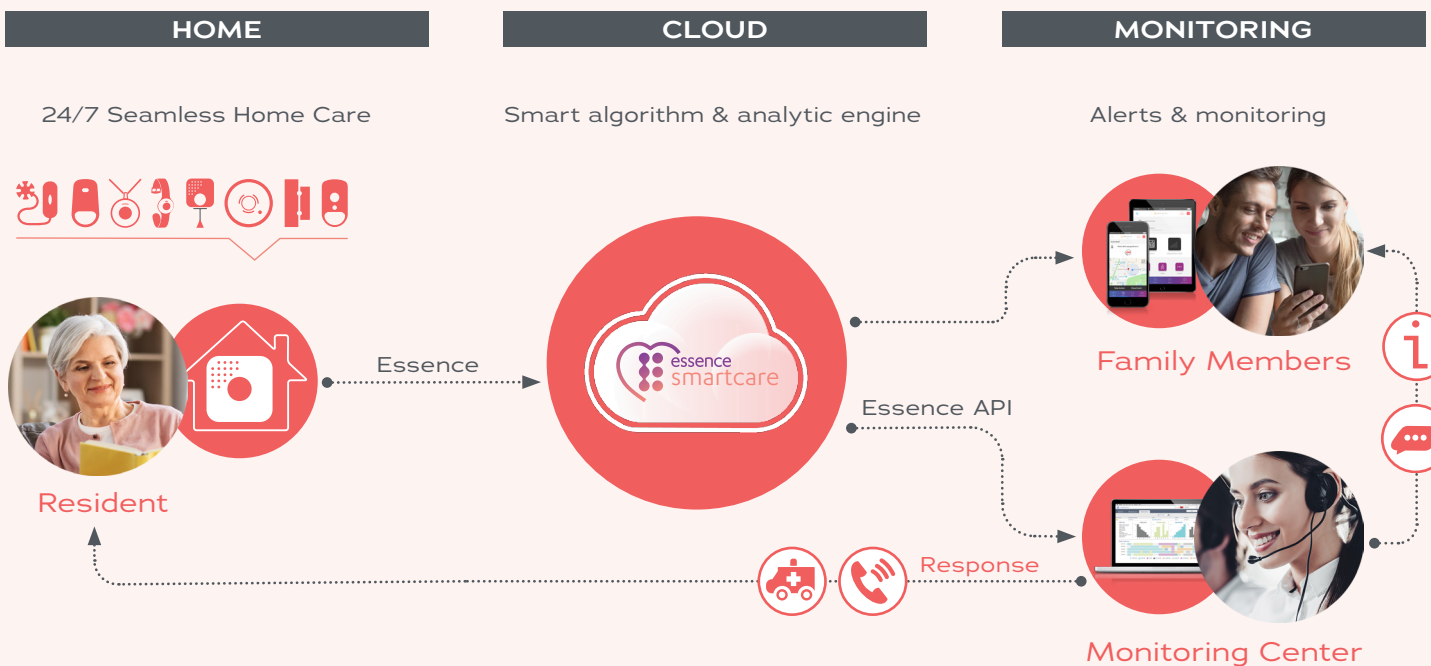 HOME
CLOUD
MONITORING
24/7 Seamless Home Care
Smart algorithm & analytic engine
Alerts & monitoring
essence
smartcare
Essence
Essence API
Family Members
i
Resident
Response
Monitoring Center